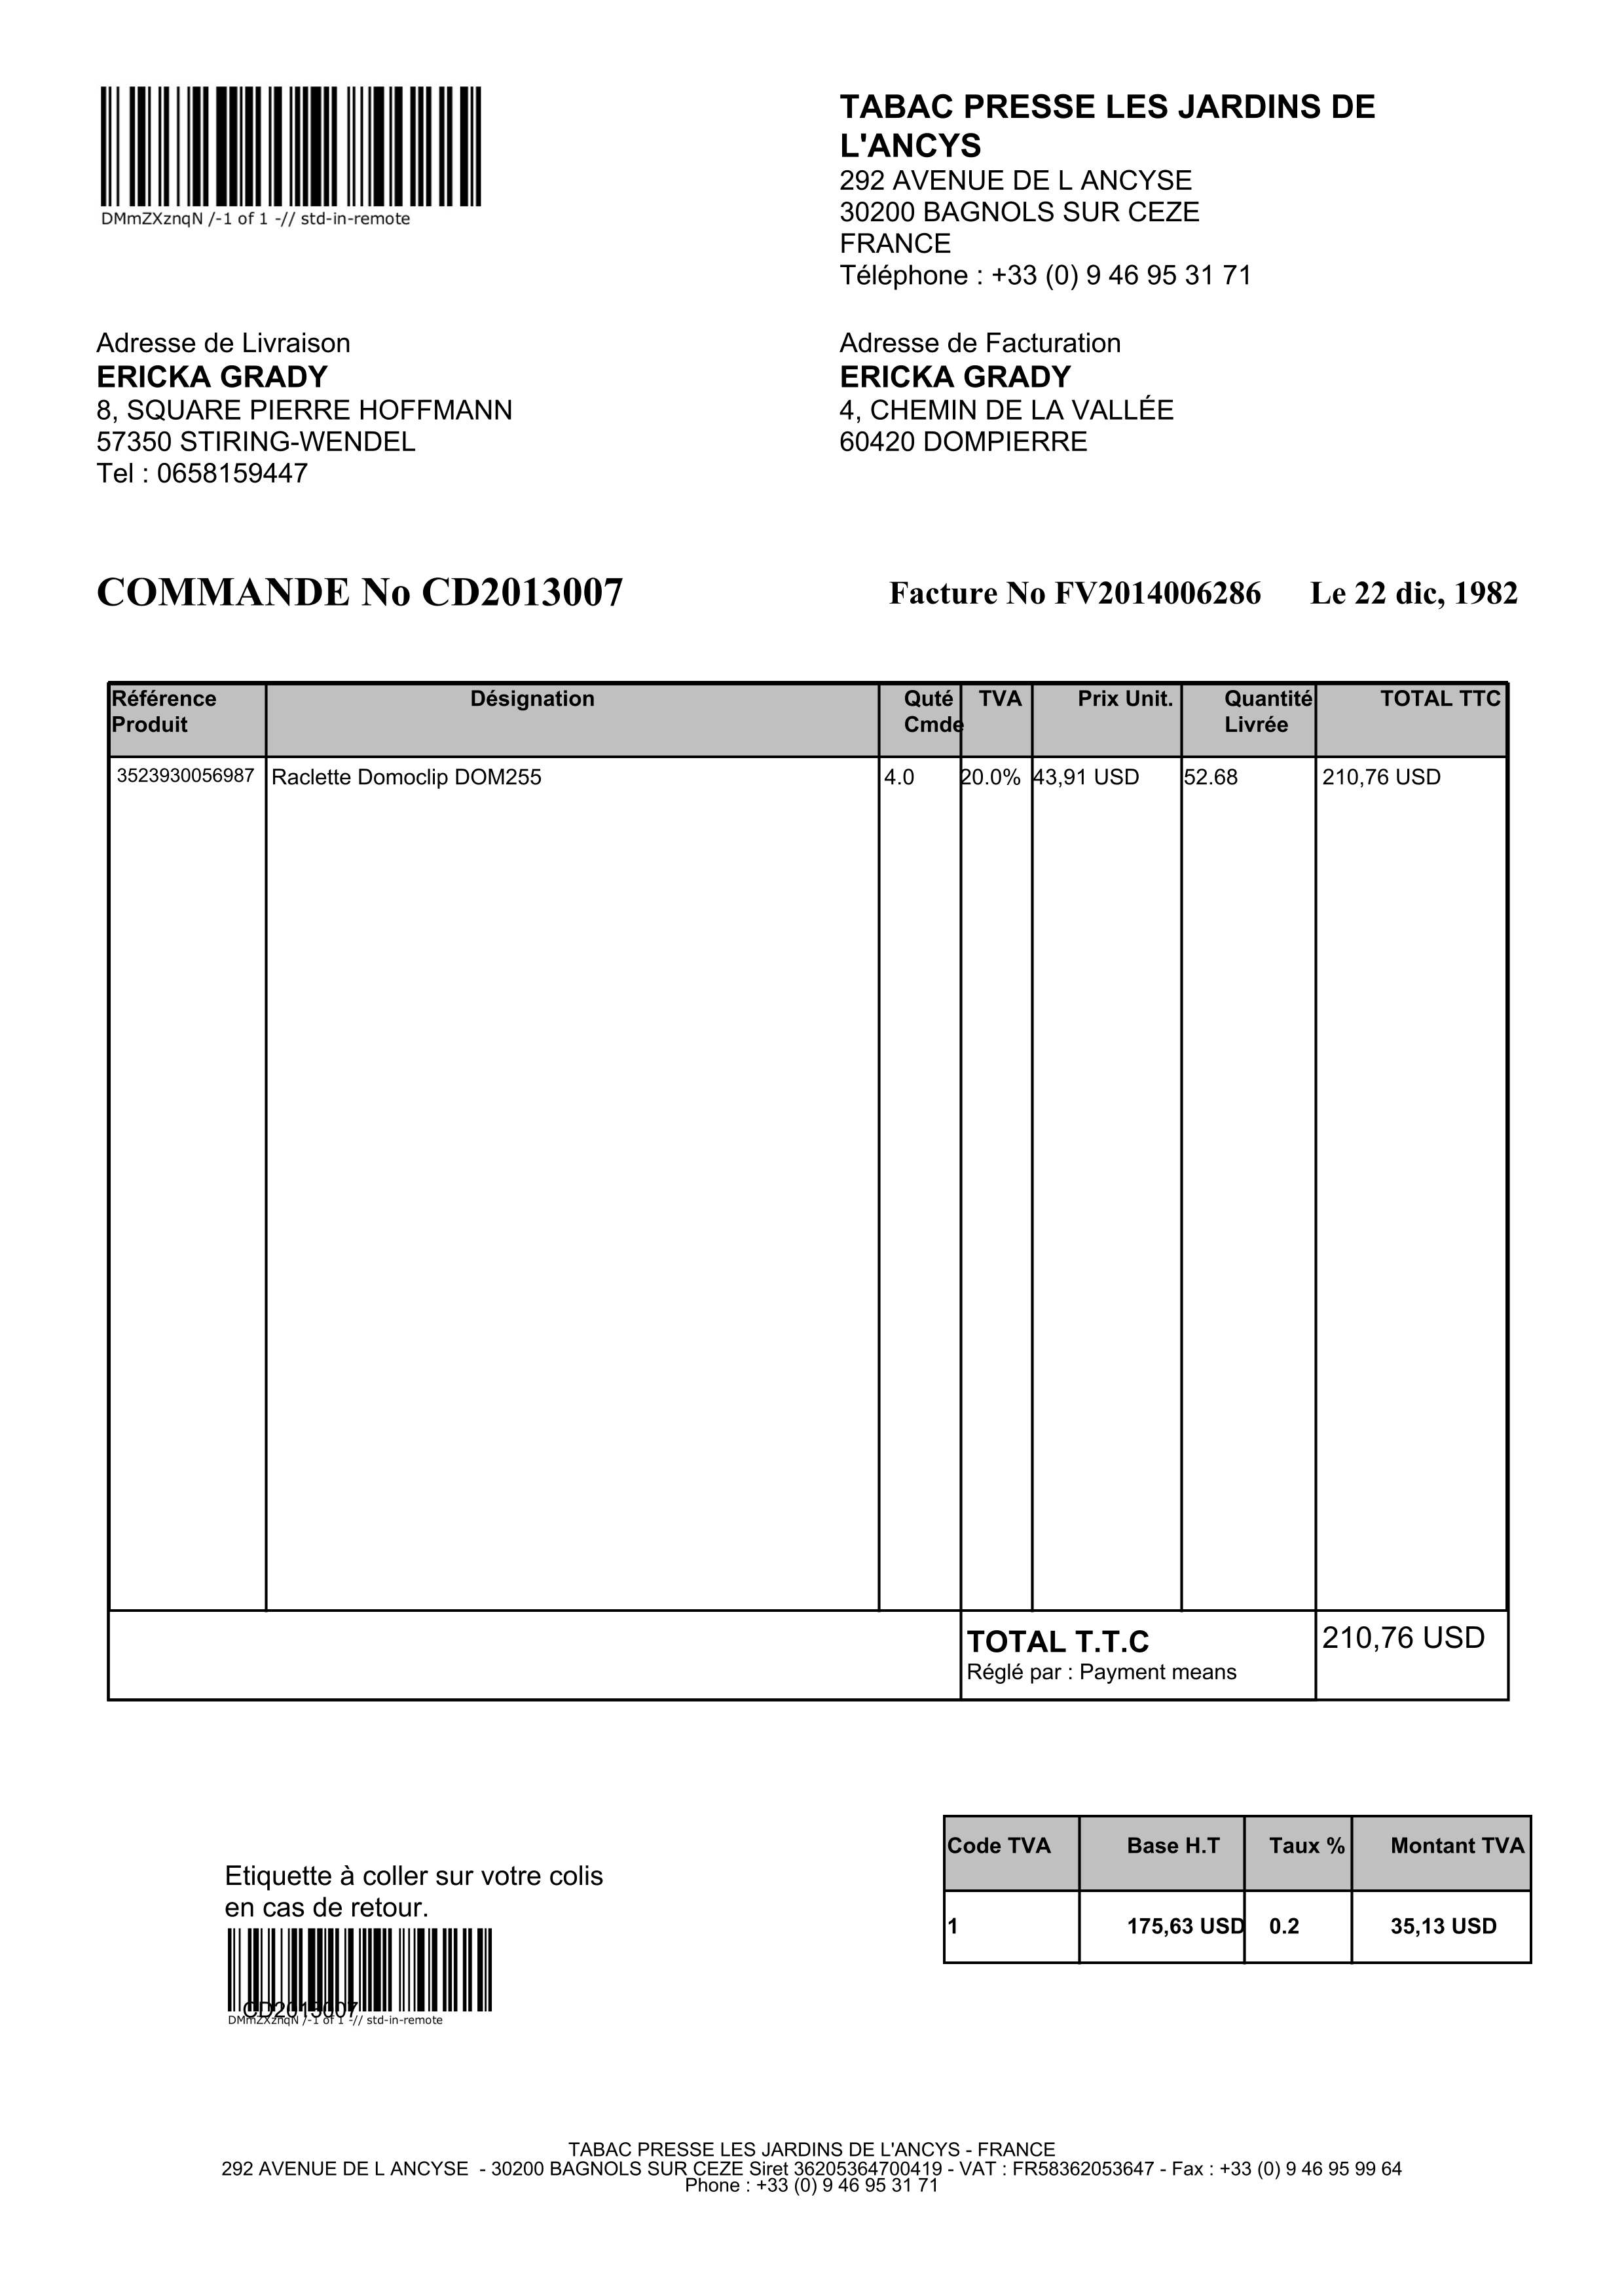 DMmZXznqN /-1 of 1 -// std-in-remote
TABAC PRESSE LES JARDINS DE
L'ANCYS
292 AVENUE DE L ANCYSE
30200 BAGNOLS SUR CEZE
FRANCE
Téléphone : +33 (0) 9 46 95 31 71
Adresse de Livraison
ERICKA GRADY
8, SQUARE PIERRE HOFFMANN
57350 STIRING-WENDEL
Tel : 0658159447
Adresse de Facturation
ERICKA GRADY
4, CHEMIN DE LA VALLÉE
60420 DOMPIERRE
COMMANDE No CD2013007 Facture No FV2014006286 Le 22 dic, 1982
Référence Désignation Quté TVA Prix Unit. Quantité TOTAL TTC
Produit Cmde Livrée
3523930056987 Raclette Domoclip DOM255 4.0 20.0% 43,91 USD 52.68 210,76 USD
TOTAL T.T.C 210,76 USD
Réglé par : Payment means
Code TVA Base H.T Taux % Montant TVA
1 175,63 USD 0.2 35,13 USD
Etiquette à coller sur votre colis
en cas de retour.
CD2013007
DMmZXznqN /-1 of 1 -// std-in-remote
TABAC PRESSE LES JARDINS DE L'ANCYS - FRANCE
292 AVENUE DE L ANCYSE - 30200 BAGNOLS SUR CEZE Siret 36205364700419 - VAT : FR58362053647 - Fax : +33 (0) 9 46 95 99 64
Phone : +33 (0) 9 46 95 31 71